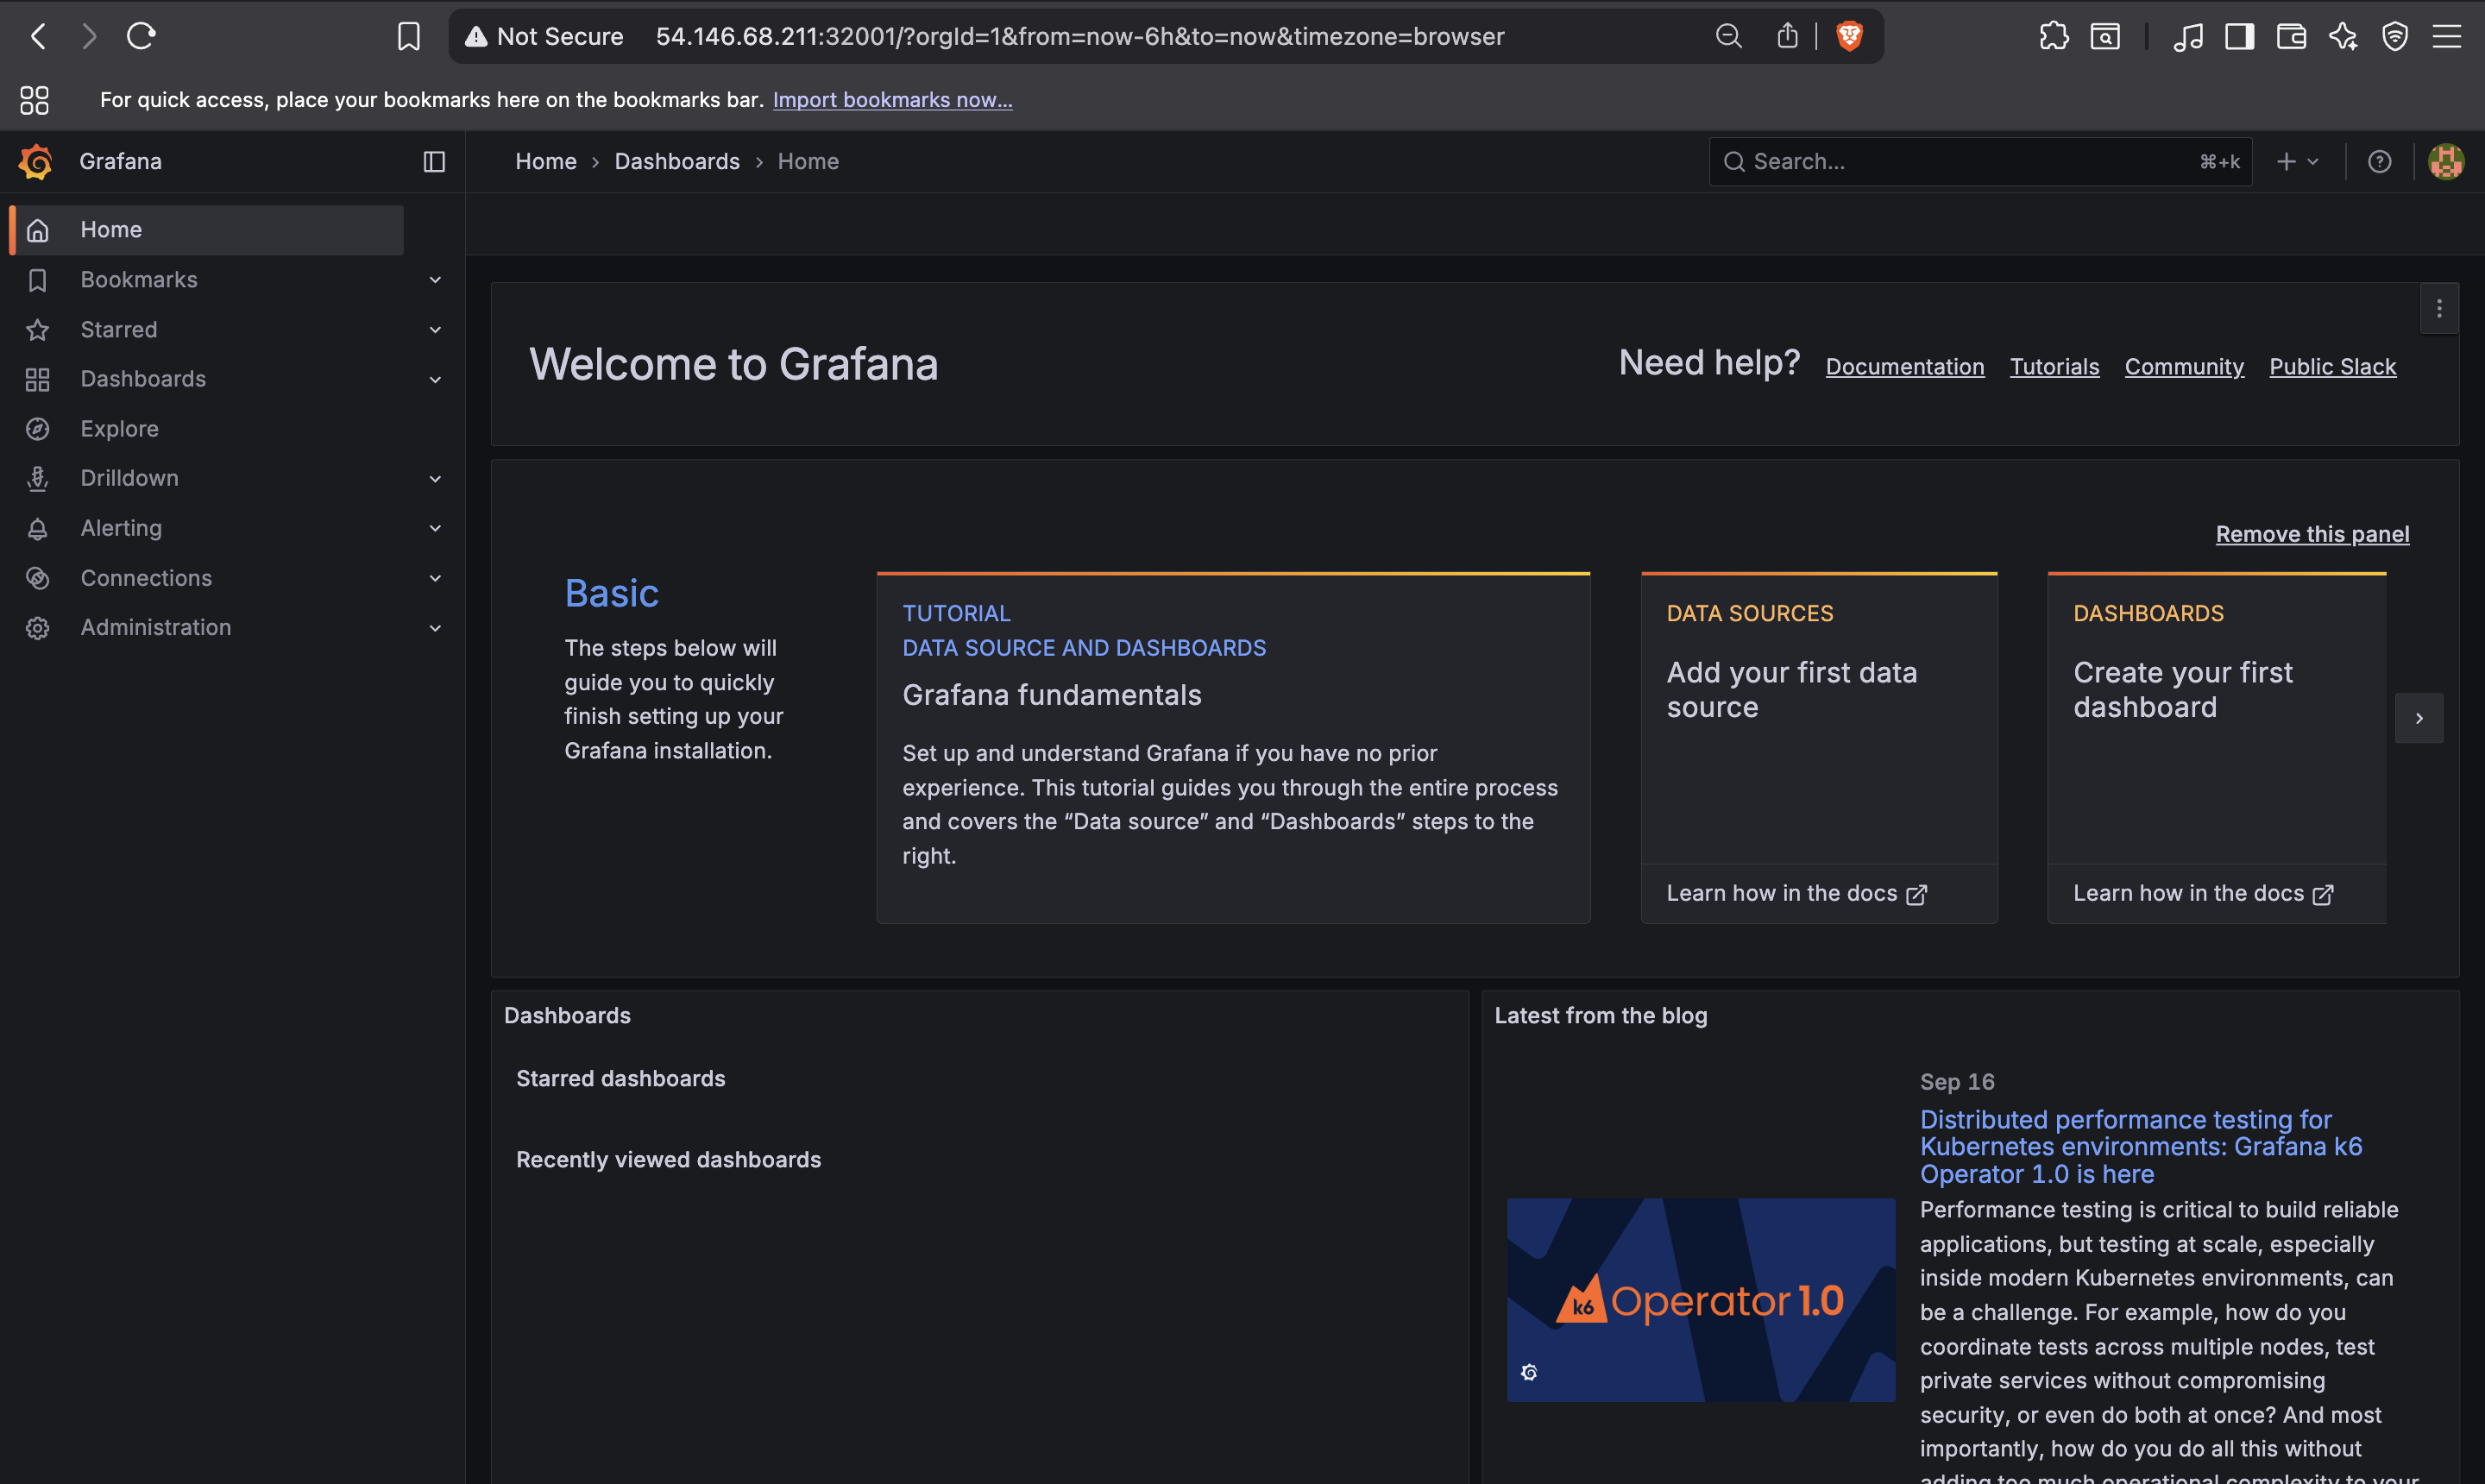 Not Secure 54.146.68.211:32001/?orgId=1&from=now-6h&to=now&timezone=browser
For quick access, place your bookmarks here on the bookmarks bar. Import bookmarks now...
Grafana
Home › Dashboards › Home
Search... ⌘+k
Home
Bookmarks
Starred
Dashboards
Explore
Drilldown
Alerting
Connections
Administration
Welcome to Grafana
Need help? Documentation Tutorials Community Public Slack
Remove this panel
Basic
The steps below will
guide you to quickly
finish setting up your
Grafana installation.
TUTORIAL
DATA SOURCE AND DASHBOARDS
Grafana fundamentals
Set up and understand Grafana if you have no prior
experience. This tutorial guides you through the entire process
and covers the “Data source” and “Dashboards” steps to the
right.
DATA SOURCES
Add your first data
source
Learn how in the docs
DASHBOARDS
Create your first
dashboard
Learn how in the docs
Dashboards
Starred dashboards
Recently viewed dashboards
Latest from the blog
k6 Operator 1.0
Sep 16
Distributed performance testing for
Kubernetes environments: Grafana k6
Operator 1.0 is here
Performance testing is critical to build reliable
applications, but testing at scale, especially
inside modern Kubernetes environments, can
be a challenge. For example, how do you
coordinate tests across multiple nodes, test
private services without compromising
security, or even do both at once? And most
importantly, how do you do all this without
adding too much operational complexity to your